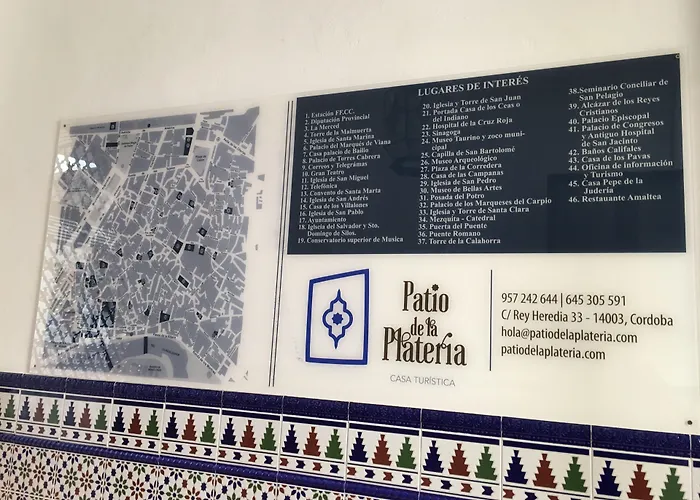 LUGARES DE INTERÉS
1. Estación FF.CC.
2. Diputación Provincial
3. La Merced
4. Torre de la Malmuerta
5. Iglesia de Santa Marina
6. Palacio del Marqués de Viana
7. Casa palacio de Bailio
8. Palacio de Torres Cabrera
9. Correos y Telegramas
10. Gran Teatro
11. Iglesia de San Miguel
12. Telefónica
13. Convento de Santa Marta
14. Iglesia de San Andrés
15. Casa de los Villalones
16. Iglesia de San Pablo
17. Ayuntamiento
18. Iglecia del Salvador y Sto.
Domingo de Silos.
19. Conservatorio superior de Musica
20. Iglesia y Torre de San Juan
21. Portada Casa de los Ceas o
del Indiano
22. Hospital de la Cruz Roja
23. Sinagoga
24. Museo Taurino y zoco muni-
cipal
25. Capilla de San Bartolomé
26. Museo Arqueológico
27. Plaza de la Corredera
28. Casa de las Campanas
29. Iglesia de San Pedro
30. Museo de Bellas Artes
31. Posada del Potro
32. Palacio de los Marqueses del Carpio
33. Iglesia y Torre de Santa Clara
34. Mezquita - Catedral
35. Puerta del Puente
36. Puente Romano
37. Torre de la Calahorra
38.Seminario Conciliar de
San Pelagio
39. Alcázar de los Reyes
Cristianos
40. Palacio Episcopal
41. Palacio de Congresos
y Antiguo Hospital
de San Jacinto
42. Baños Califales
43. Casa de los Pavas
44. Oficina de información
y Turismo
45. Casa Pepe de la
Judería
46. Restauante Amaltea
Patio
de la
Platería
CASA TURÍSTICA
957 242 644 | 645 305 591
C/ Rey Heredia 33 - 14003, Cordoba
hola@patiodelaplateria.com
patiodelaplateria.com